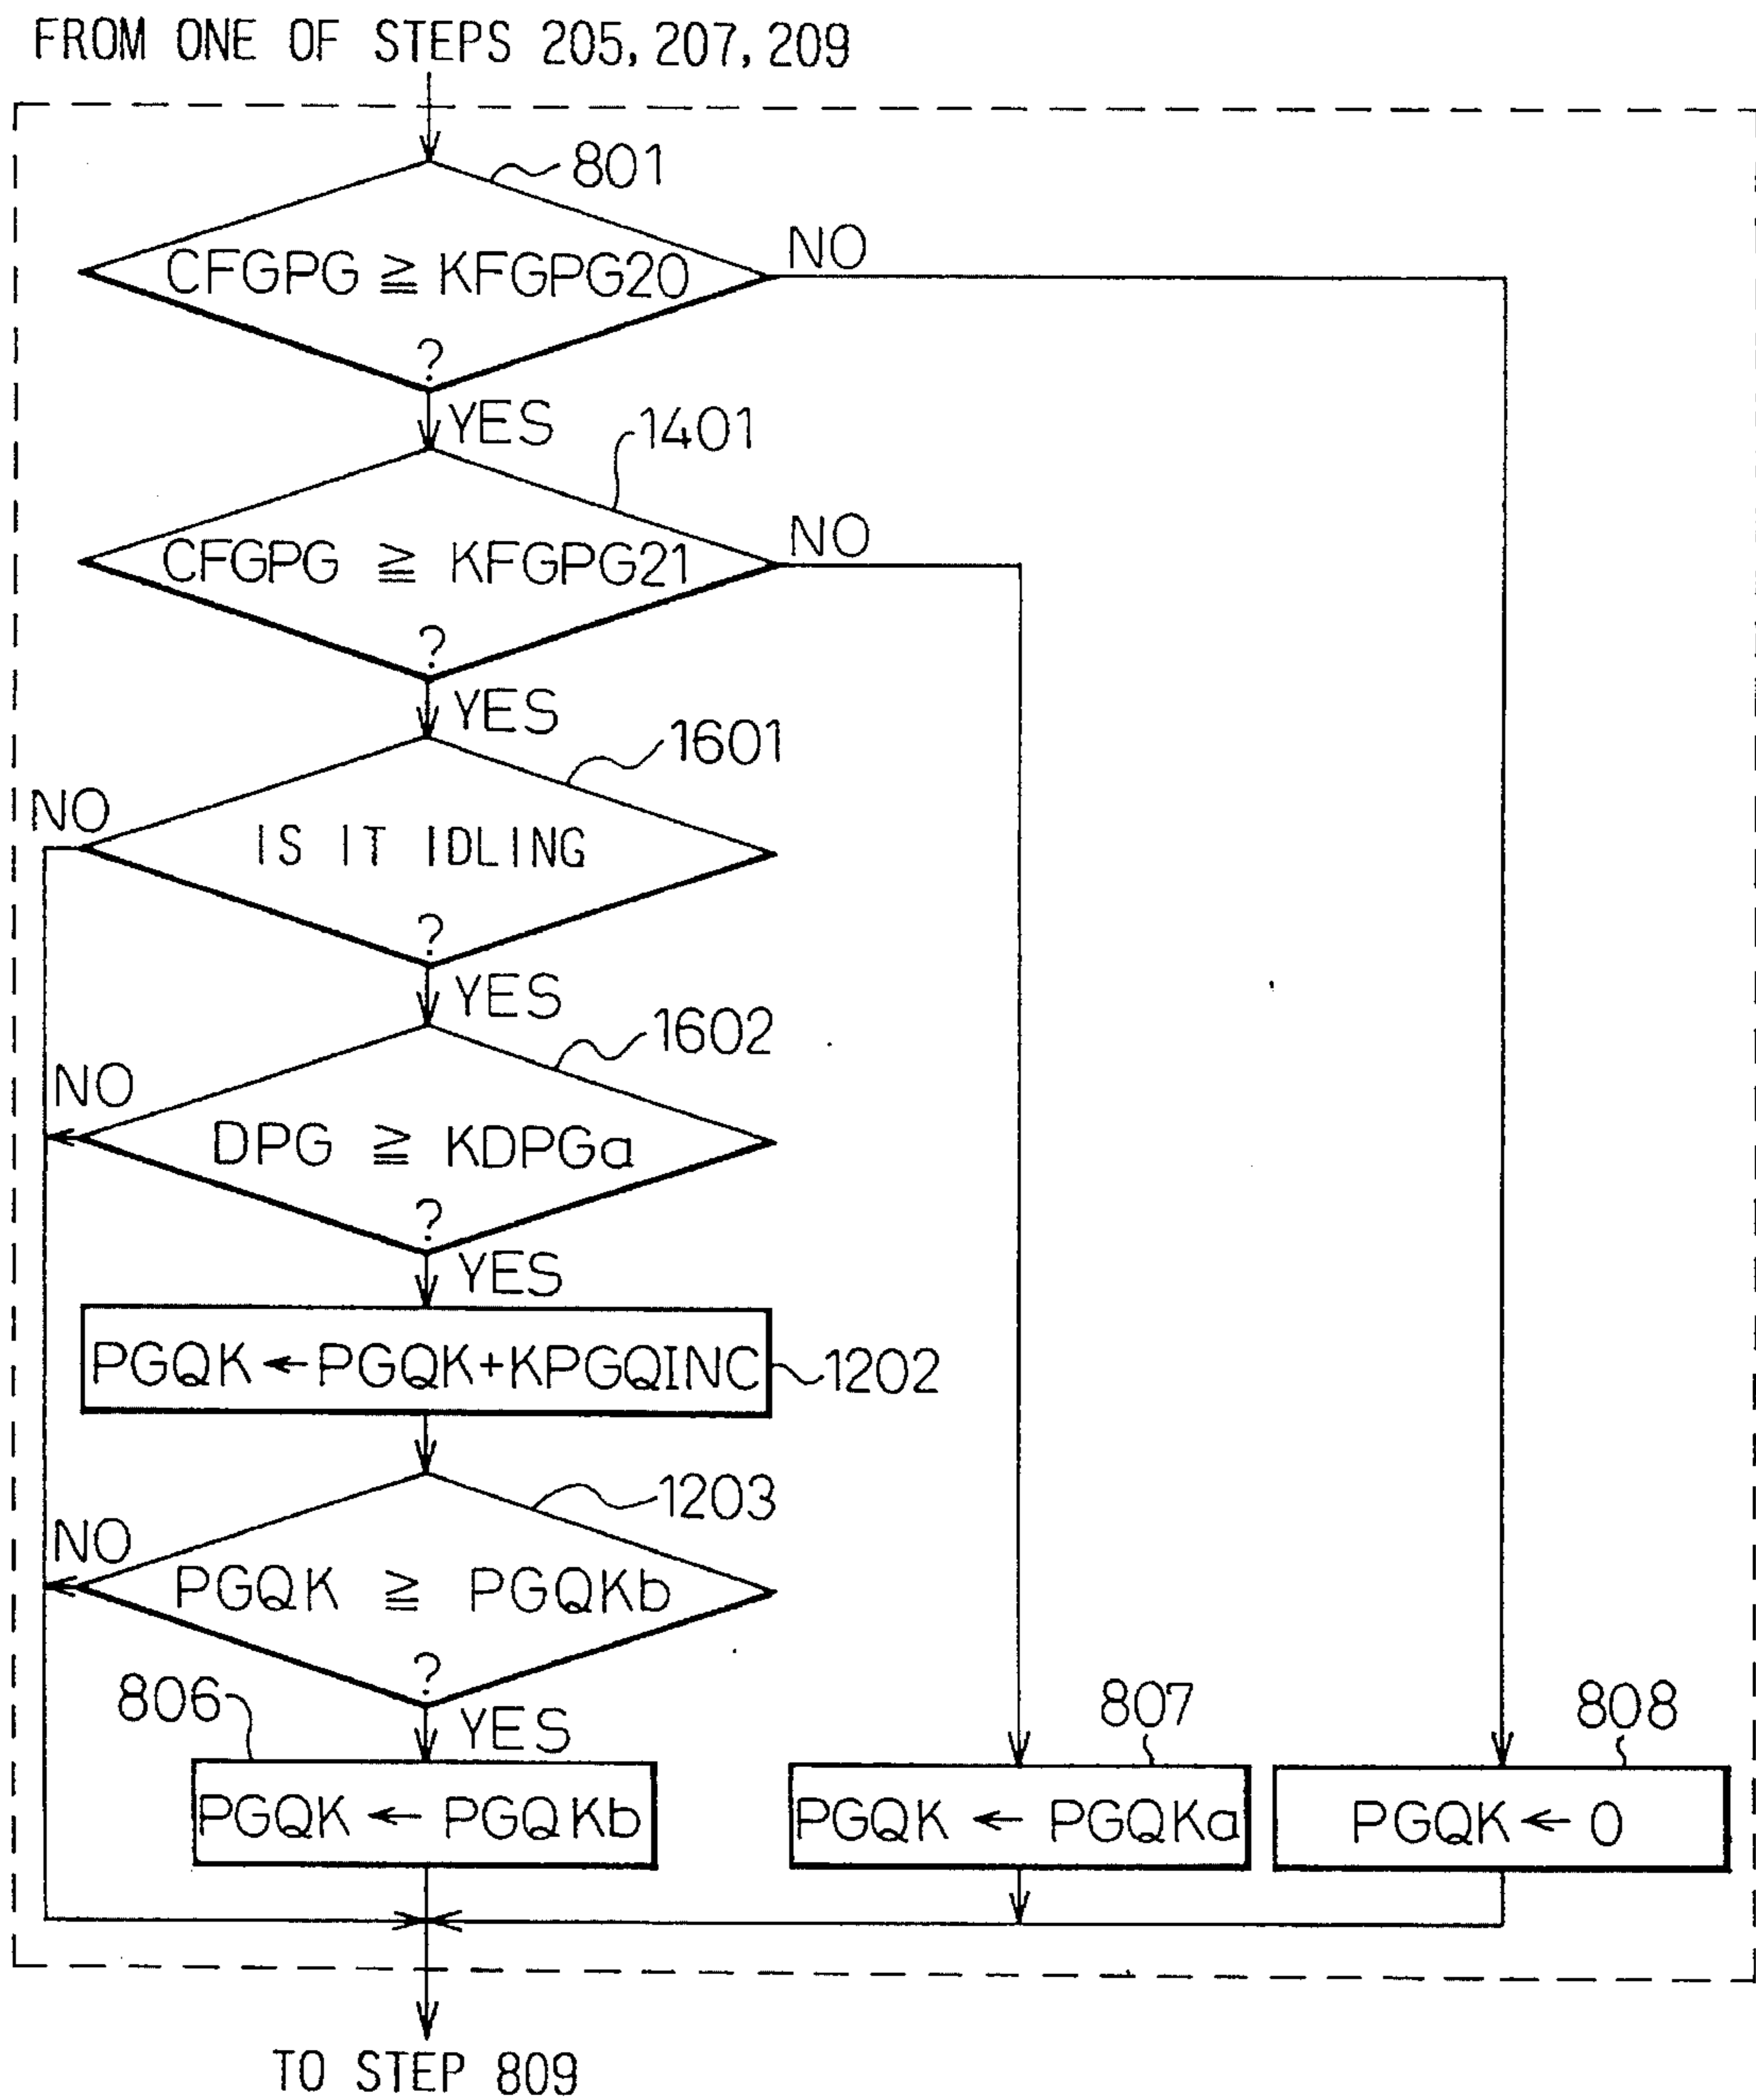 FROM ONE OF STEPS 205, 207, 209
801
CFGPG ≧ KFGPG20
?
NO
YES
1401
CFGPG ≧ KFGPG21
?
NO
YES
1601
NO
IS IT IDLING
?
YES
1602
NO
DPG ≧ KDPGa
?
YES
PGQK ← PGQK+KPGQINC
1202
1203
NO
PGQK ≧ PGQKb
?
YES
806
PGQK ← PGQKb
807
PGQK ← PGQKa
808
PGQK ← 0
TO STEP 809